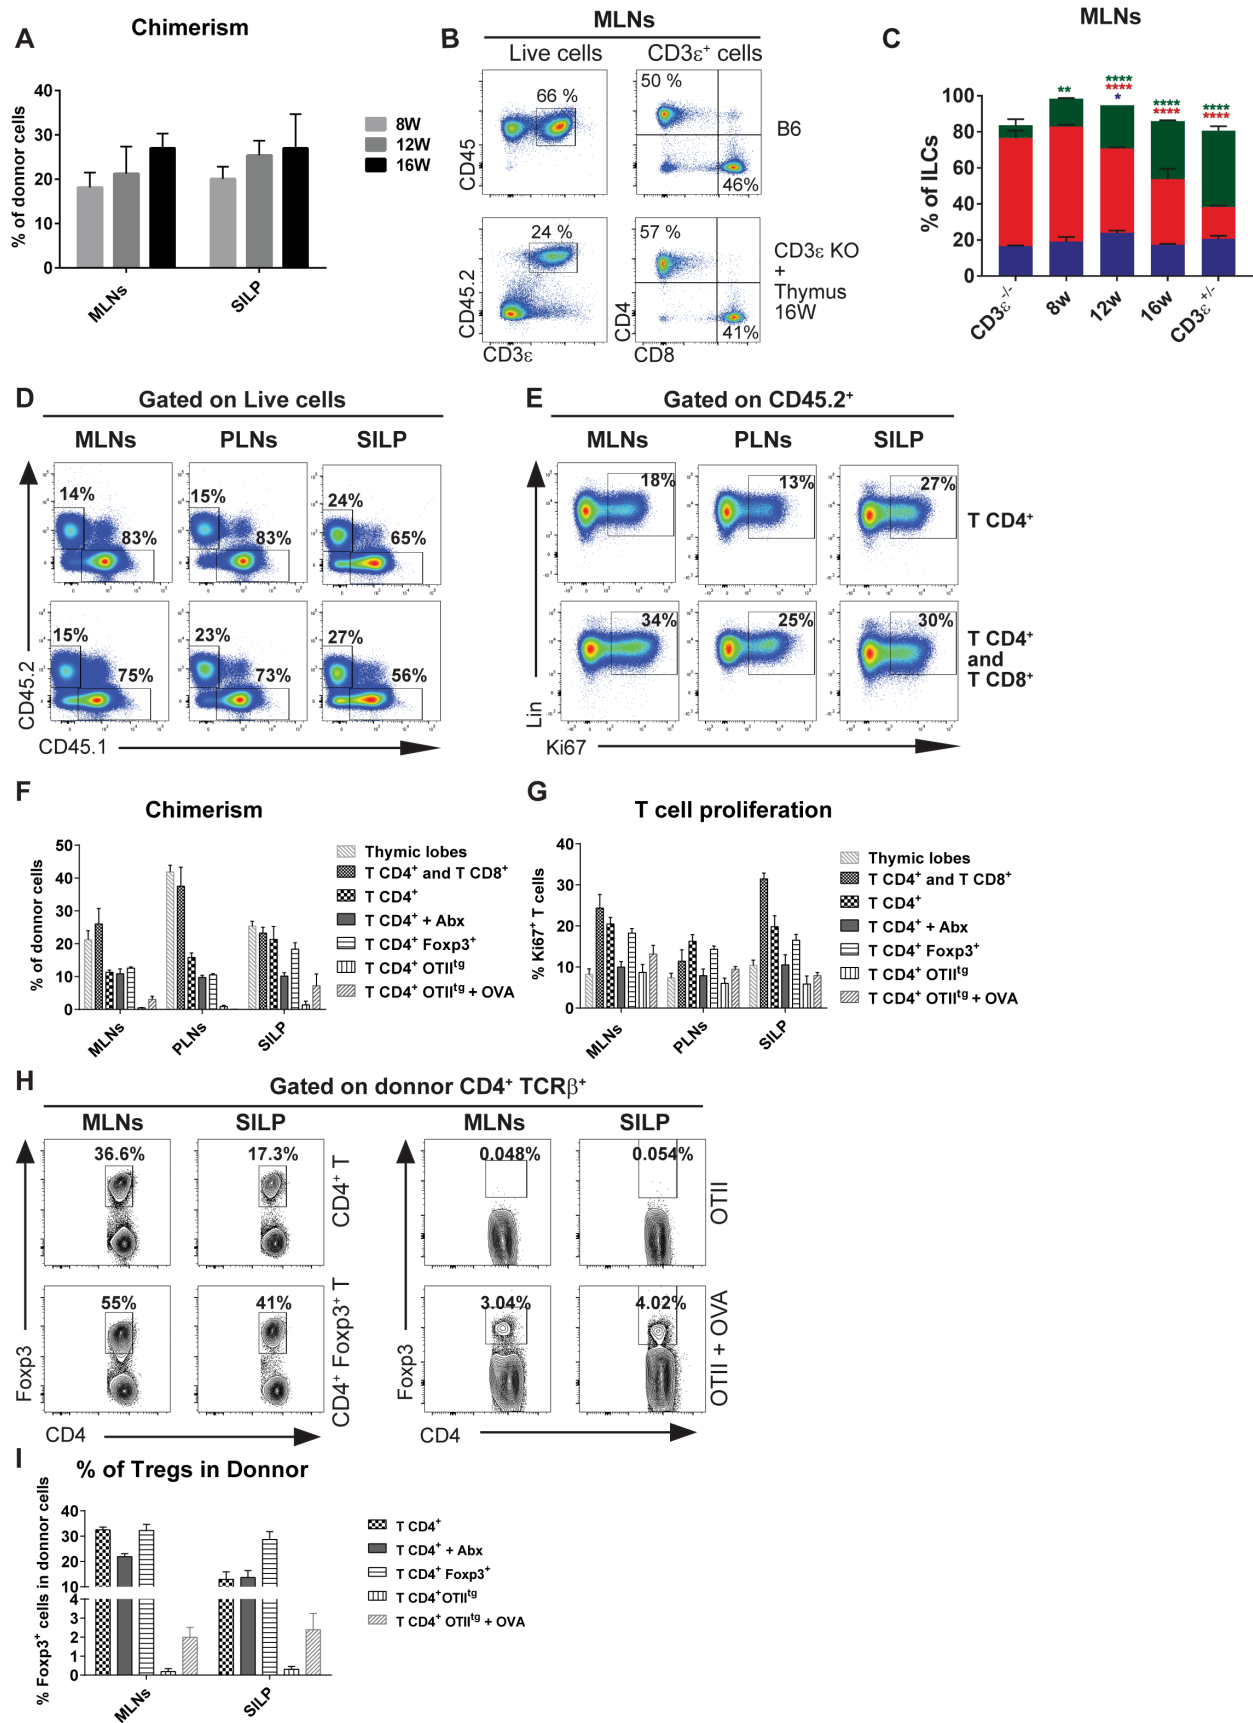 A
Chimerism
% of donnor cells
40
30
20
10
0
MLNs
SILP
8W
12W
16W
B
MLNs
Live cells
CD3ε⁺ cells
66 %
50 %
46%
B6
CD45
24 %
57 %
41%
CD3ε KO
+
Thymus
16W
CD45.2
CD4
CD3ε
CD8
C
MLNs
% of ILCs
100
80
60
40
20
0
**
****
****
*
****
****
****
****
CD3ε⁻/⁻
8w
12w
16w
CD3ε⁺/⁻
D
Gated on Live cells
MLNs
PLNs
SILP
14%
83%
15%
83%
24%
65%
15%
75%
23%
73%
27%
56%
CD45.2
CD45.1
E
Gated on CD45.2⁺
MLNs
PLNs
SILP
18%
13%
27%
T CD4⁺
34%
25%
30%
T CD4⁺
and
T CD8⁺
Lin
Ki67
F
Chimerism
% of donnor cells
50
40
30
20
10
0
MLNs
PLNs
SILP
Thymic lobes
T CD4⁺ and T CD8⁺
T CD4⁺
T CD4⁺ + Abx
T CD4⁺ Foxp3⁺
T CD4⁺ OTIIᵗᵍ
T CD4⁺ OTIIᵗᵍ + OVA
G
T cell proliferation
% Ki67⁺ T cells
40
30
20
10
0
MLNs
PLNs
SILP
Thymic lobes
T CD4⁺ and T CD8⁺
T CD4⁺
T CD4⁺ + Abx
T CD4⁺ Foxp3⁺
T CD4⁺ OTIIᵗᵍ
T CD4⁺ OTIIᵗᵍ + OVA
H
Gated on donnor CD4⁺ TCRβ⁺
MLNs
SILP
MLNs
SILP
36.6%
17.3%
CD4⁺ T
0.048%
0.054%
OTII
55%
41%
CD4⁺ Foxp3⁺ T
3.04%
4.02%
OTII + OVA
Foxp3
CD4
Foxp3
CD4
I
% of Tregs in Donnor
% Foxp3⁺ cells in donnor cells
40
30
20
10
4
3
2
1
0
MLNs
SILP
T CD4⁺
T CD4⁺ + Abx
T CD4⁺ Foxp3⁺
T CD4⁺OTIIᵗᵍ
T CD4⁺ OTIIᵗᵍ + OVA